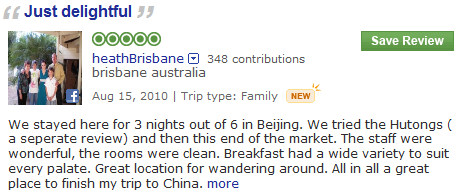 “ Just delightful ”
Save Review
heathBrisbane 348 contributions
brisbane australia
Aug 15, 2010 | Trip type: Family NEW
We stayed here for 3 nights out of 6 in Beijing. We tried the Hutongs (
a seperate review) and then this end of the market. The staff were
wonderful, the rooms were clean. Breakfast had a wide variety to suit
every palate. Great location for wandering around. All in all a great
place to finish my trip to China. more